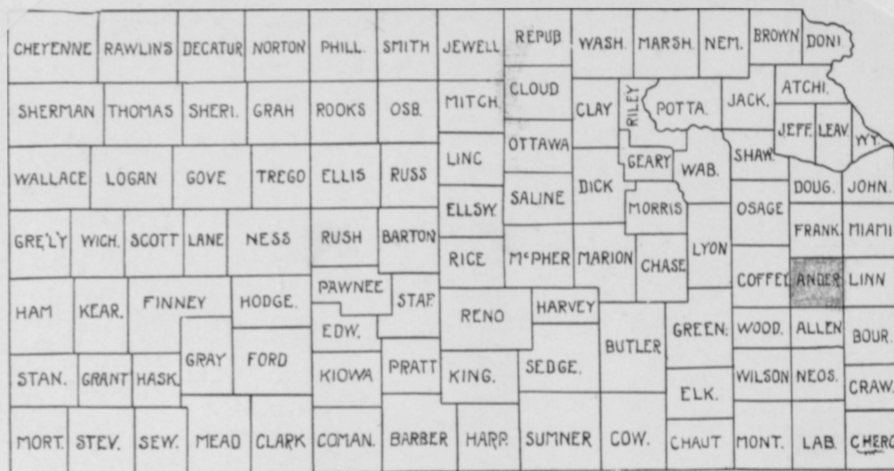 CHEYENNE RAWLINS DECATUR NORTON PHILL. SMITH JEWELL REPUB WASH. MARSH. NEM. BROWN DONI.
SHERMAN THOMAS SHERI. GRAH ROOKS OSB. MITCH. CLOUD CLAY RILEY POTTA. JACK. ATCHI.
OTTAWA JEFF. LEAV. WY.
WALLACE LOGAN GOVE TREGO ELLIS RUSS LINC SALINE DICK GEARY WAB. SHAW. DOUG. JOHN.
GRE'LY WICH. SCOTT LANE NESS RUSH BARTON ELLSW. MORRIS OSAGE FRANK. MIAMI
RICE McPHER MARION CHASE LYON
HAM KEAR. FINNEY HODGE. PAWNEE STAF. RENO HARVEY COFFEY ANDER LINN
EDW. GREEN. WOOD. ALLEN BOUR.
STAN. GRANT HASK. GRAY FORD KIOWA PRATT KING. SEDGE. BUTLER WILSON NEOS. CRAW.
ELK.
MORT. STEV. SEW. MEAD CLARK COMAN. BARBER HARP. SUMNER COW. CHAUT MONT. LAB. CHERO